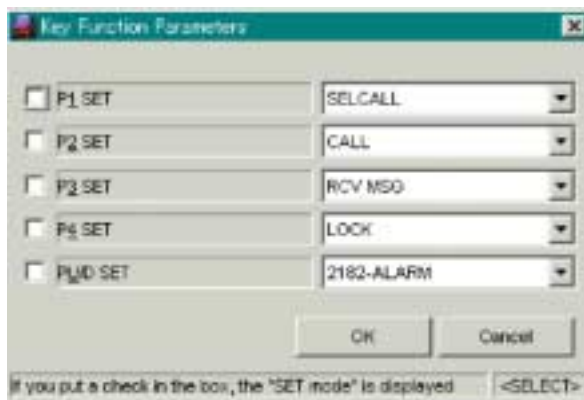 Key Function Parameters
P1 SET SELCALL
P2 SET CALL
P3 SET RCV MSG
P4 SET LOCK
PWD SET 2182-ALARM
OK Cancel
If you put a check in the box, the "SET mode" is displayed <SELECT>